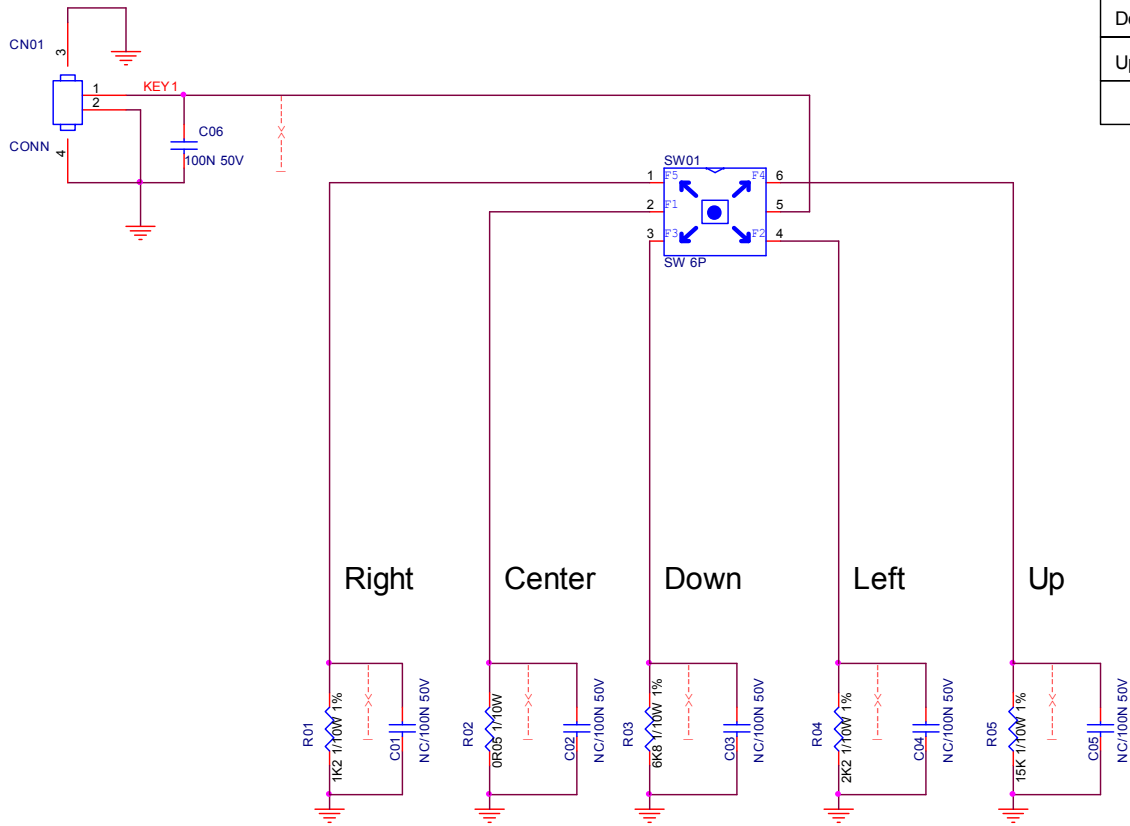 De
Up
CN01
3
1
KEY1
2
C06
100N 50V
CONN
4
SW01
1 F5 F4 6
2 F1 5
3 F3 F2 4
SW 6P
Right
Center
Down
Left
Up
R01
1K2 1/10W 1%
C01
NC/100N 50V
R02
0R05 1/10W
C02
NC/100N 50V
R03
6K8 1/10W 1%
C03
NC/100N 50V
R04
2K2 1/10W 1%
C04
NC/100N 50V
R05
15K 1/10W 1%
C05
NC/100N 50V